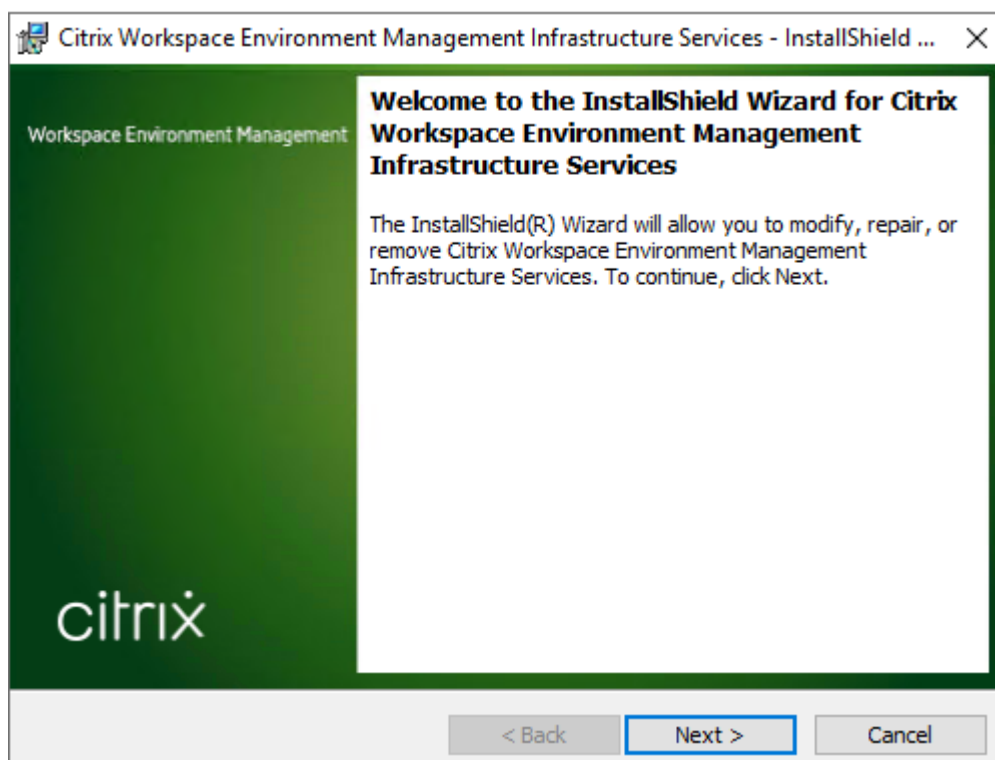 Citrix Workspace Environment Management Infrastructure Services - InstallShield ...
Workspace Environment Management
Welcome to the InstallShield Wizard for Citrix
Workspace Environment Management
Infrastructure Services
The InstallShield(R) Wizard will allow you to modify, repair, or
remove Citrix Workspace Environment Management
Infrastructure Services. To continue, click Next.
citrix
< Back
Next >
Cancel